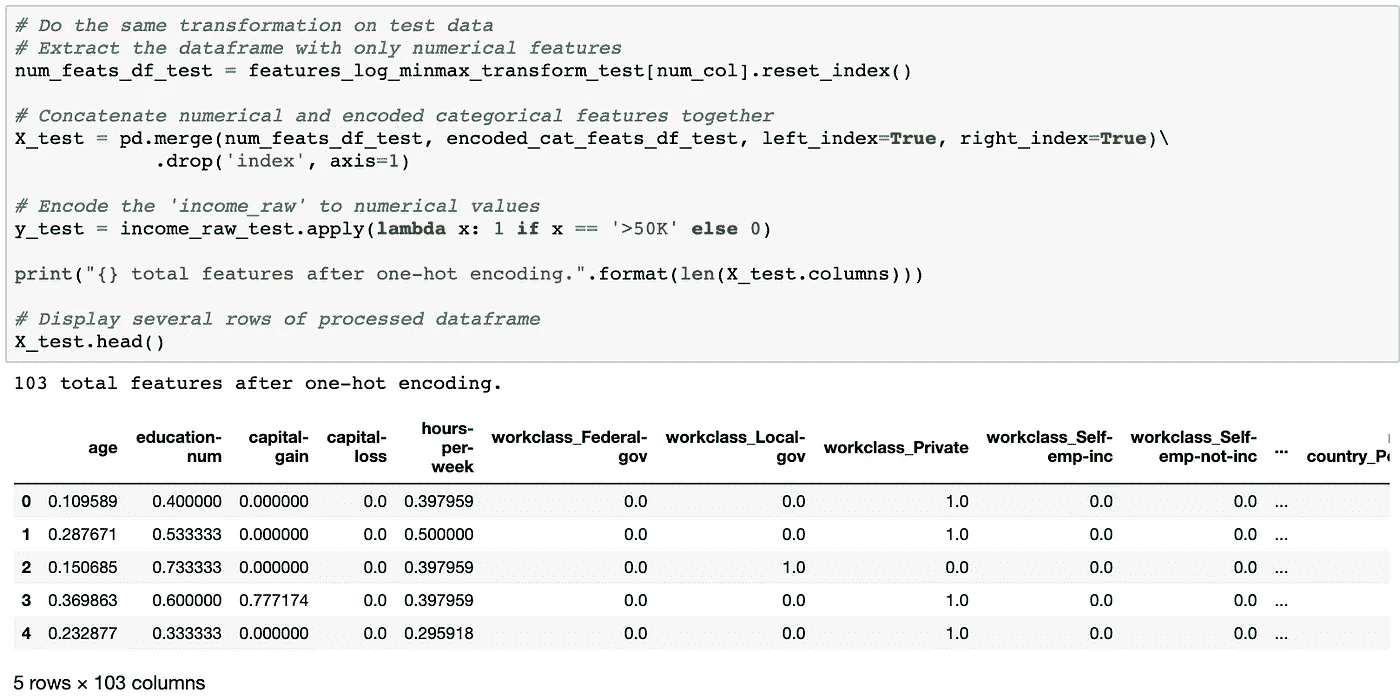 # Do the same transformation on test data
# Extract the dataframe with only numerical features
num_feats_df_test = features_log_minmax_transform_test[num_col].reset_index()
# Concatenate numerical and encoded categorical features together
X_test = pd.merge(num_feats_df_test, encoded_cat_feats_df_test, left_index=True, right_index=True)\
.drop('index', axis=1)
# Encode the 'income_raw' to numerical values
y_test = income_raw_test.apply(lambda x: 1 if x == '>50K' else 0)
print("{} total features after one-hot encoding.".format(len(X_test.columns)))
# Display several rows of processed dataframe
X_test.head()
103 total features after one-hot encoding.
age education-num capital-gain capital-loss hours-per-week workclass_Federal-gov workclass_Local-gov workclass_Private workclass_Self-emp-inc workclass_Self-emp-not-inc ...
0 0.109589 0.400000 0.000000 0.0 0.397959 0.0 0.0 1.0 0.0 0.0 ...
1 0.287671 0.533333 0.000000 0.0 0.500000 0.0 0.0 1.0 0.0 0.0 ...
2 0.150685 0.733333 0.000000 0.0 0.397959 0.0 1.0 0.0 0.0 0.0 ...
3 0.369863 0.600000 0.777174 0.0 0.397959 0.0 0.0 1.0 0.0 0.0 ...
4 0.232877 0.333333 0.000000 0.0 0.295918 0.0 0.0 1.0 0.0 0.0 ...
5 rows × 103 columns